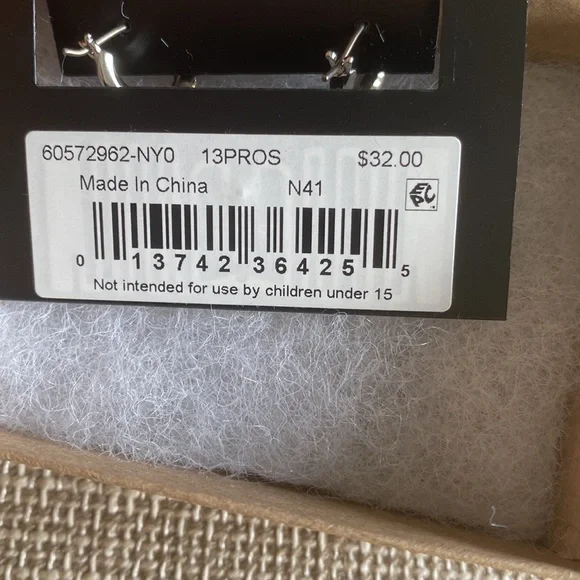 60572962-NY0 13PROS $32.00
Made In China N41 EPC
0 13742 36425 5
Not intended for use by children under 15